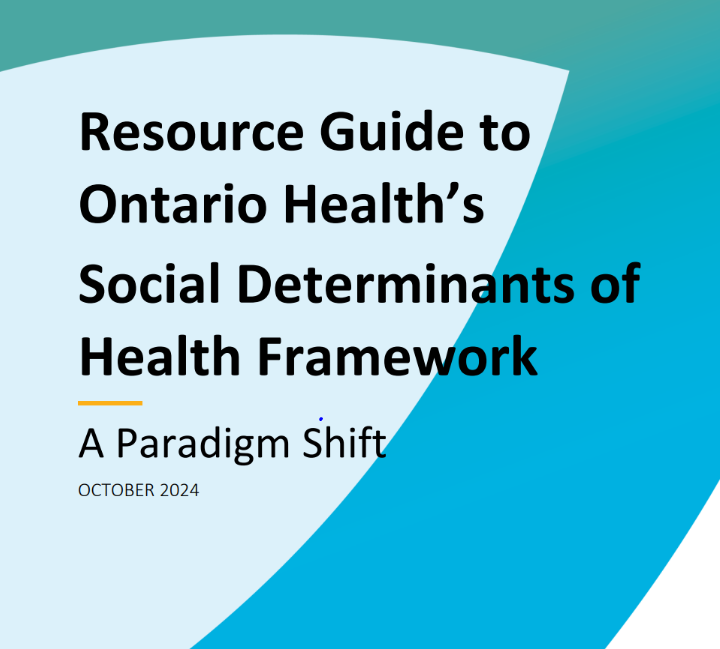 Resource Guide to
Ontario Health’s
Social Determinants of
Health Framework
A Paradigm Shift
OCTOBER 2024